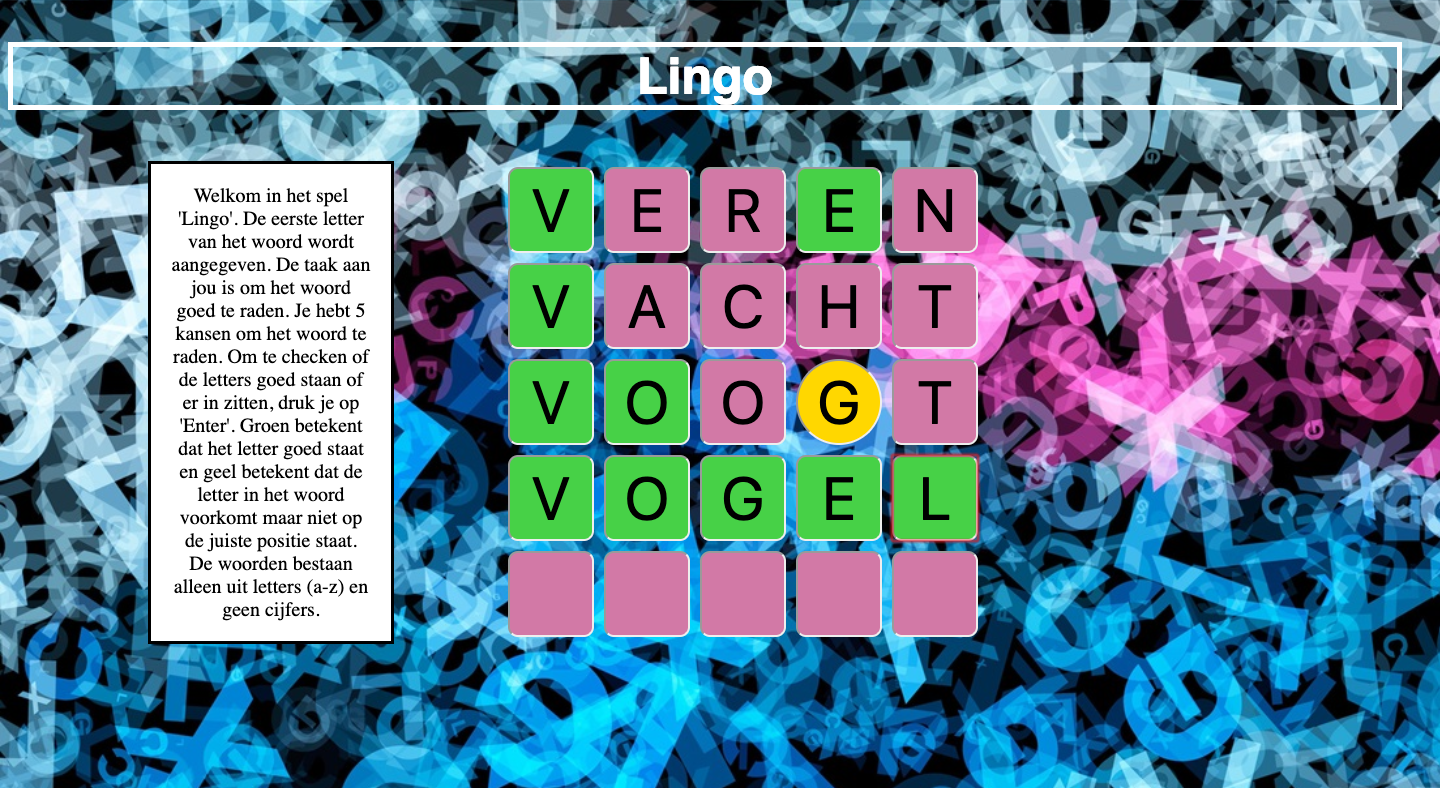 Lingo
Welkom in het spel
'Lingo'. De eerste letter
van het woord wordt
aangegeven. De taak aan
jou is om het woord
goed te raden. Je hebt 5
kansen om het woord te
raden. Om te checken of
de letters goed staan of
er in zitten, druk je op
'Enter'. Groen betekent
dat het letter goed staat
en geel betekent dat de
letter in het woord
voorkomt maar niet op
de juiste positie staat.
De woorden bestaan
alleen uit letters (a-z) en
geen cijfers.
V E R E N
V A C H T
V O O G T
V O G E L